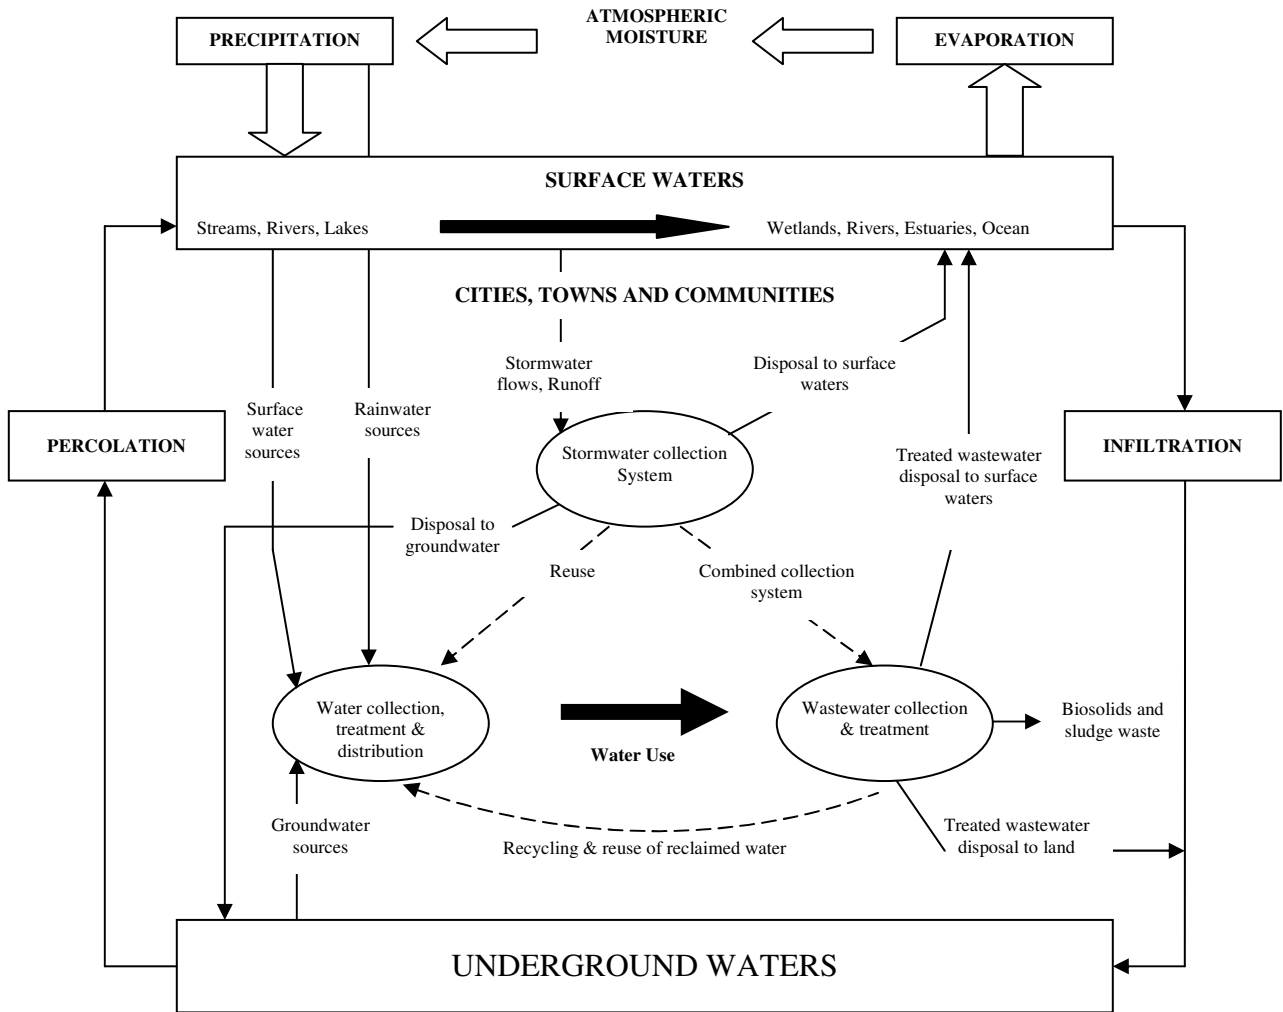 PRECIPITATION
ATMOSPHERIC
MOISTURE
EVAPORATION
SURFACE WATERS
Streams, Rivers, Lakes
Wetlands, Rivers, Estuaries, Ocean
CITIES, TOWNS AND COMMUNITIES
Stormwater
flows, Runoff
Disposal to surface
waters
Surface
water
sources
Rainwater
sources
PERCOLATION
INFILTRATION
Stormwater collection
System
Treated wastewater
disposal to surface
waters
Disposal to
groundwater
Reuse
Combined collection
system
Water collection,
treatment &
distribution
Water Use
Wastewater collection
& treatment
Biosolids and
sludge waste
Groundwater
sources
Recycling & reuse of reclaimed water
Treated wastewater
disposal to land
UNDERGROUND WATERS